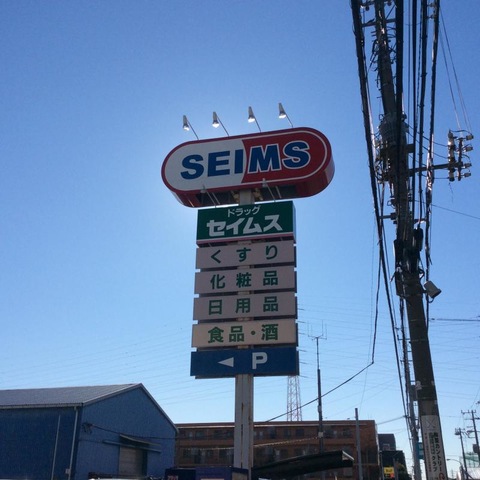 SEIMS
ドラッグ
セイムス
くすり
化粧品
日用品
食品・酒
◀ P